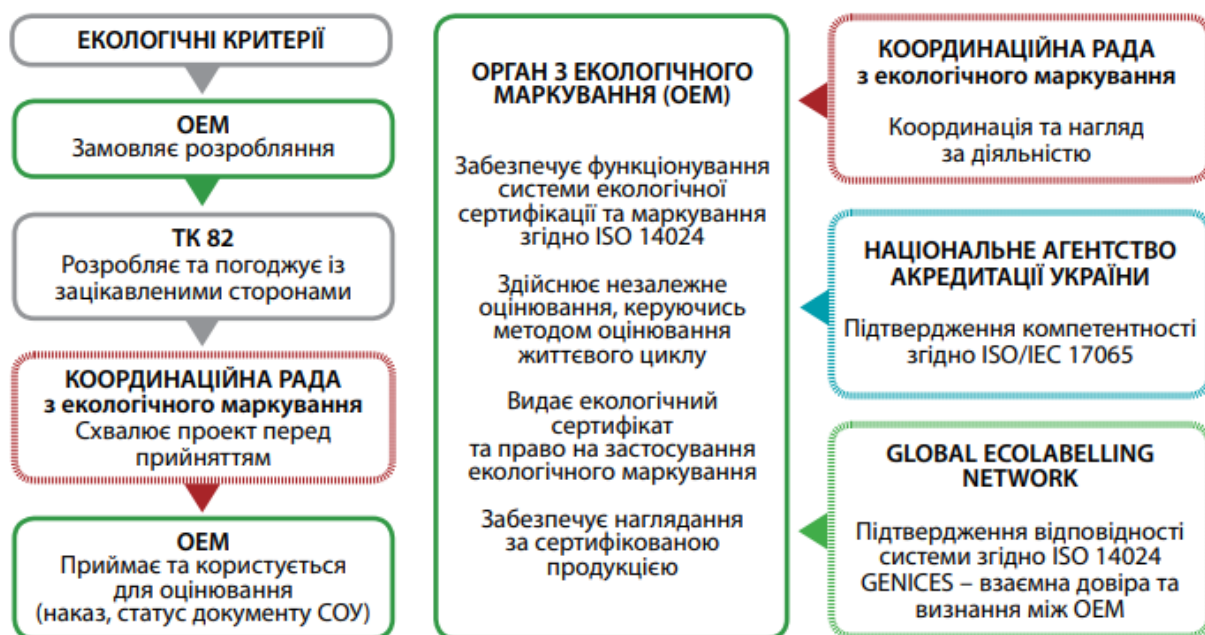 ЕКОЛОГІЧНІ КРИТЕРІЇ
ОЕМ
Замовляє розробляння
ТК 82
Розробляє та погоджує із
зацікавленими сторонами
КООРДИНАЦІЙНА РАДА
з екологічного маркування
Схвалює проект перед
прийняттям
ОЕМ
Приймає та користується
для оцінювання
(наказ, статус документу СОУ)
ОРГАН З ЕКОЛОГІЧНОГО
МАРКУВАННЯ (ОЕМ)
Забезпечує функціонування
системи екологічної
сертифікації та маркування
згідно ISO 14024
Здійснює незалежне
оцінювання, керуючись
методом оцінювання
життєвого циклу
Видає екологічний
сертифікат
та право на застосування
екологічного маркування
Забезпечує наглядання
за сертифікованою
продукцією
КООРДИНАЦІЙНА РАДА
з екологічного маркування
Координація та нагляд
за діяльністю
НАЦІОНАЛЬНЕ АГЕНТСТВО
АКРЕДИТАЦІЇ УКРАЇНИ
Підтвердження компетентності
згідно ISO/IEC 17065
GLOBAL ECOLABELLING
NETWORK
Підтвердження відповідності
системи згідно ISO 14024
GENICES – взаємна довіра та
визнання між ОЕМ